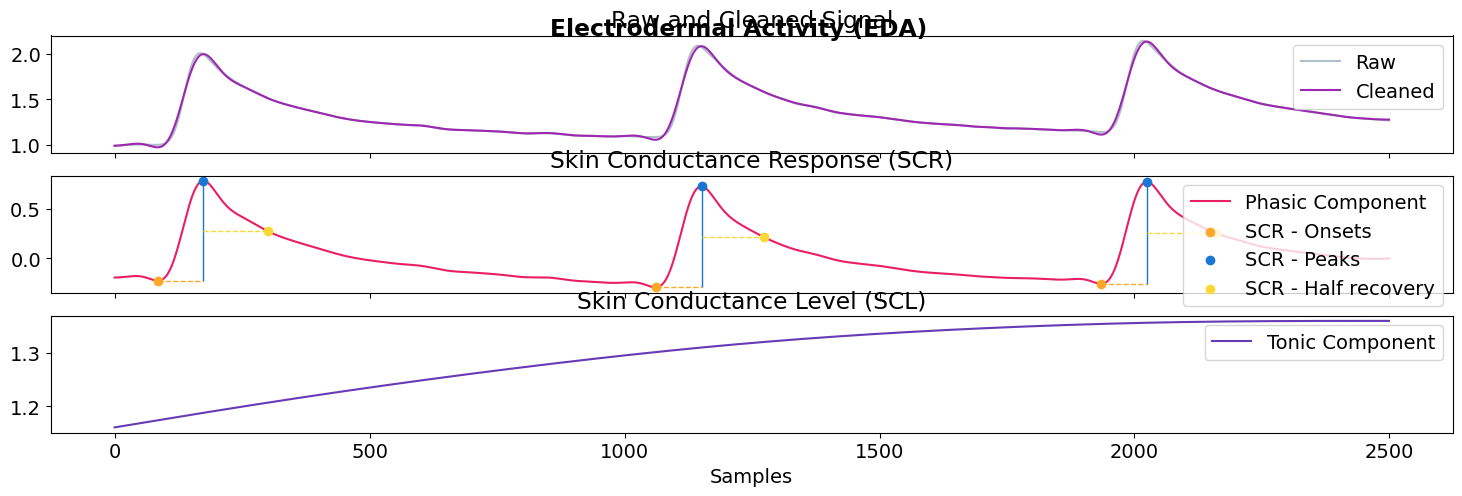 Raw and Cleaned Signal
Electrodermal Activity (EDA)
2.0
1.5
1.0
Raw
Cleaned
Skin Conductance Response (SCR)
0.5
0.0
Phasic Component
SCR - Onsets
SCR - Peaks
SCR - Half recovery
Skin Conductance Level (SCL)
1.3
1.2
Tonic Component
0 500 1000 1500 2000 2500
Samples